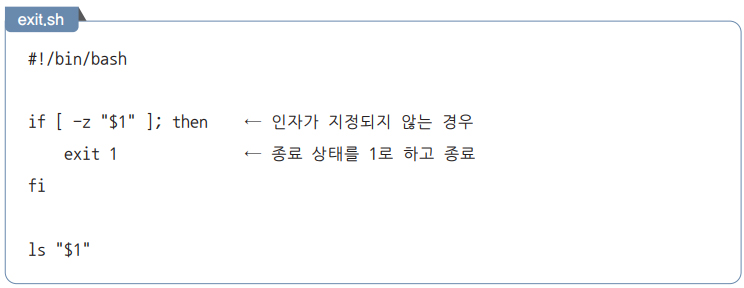 exit.sh
#!/bin/bash
if [ -z "$1" ]; then ← 인자가 지정되지 않는 경우
exit 1 ← 종료 상태를 1로 하고 종료
fi
ls "$1"